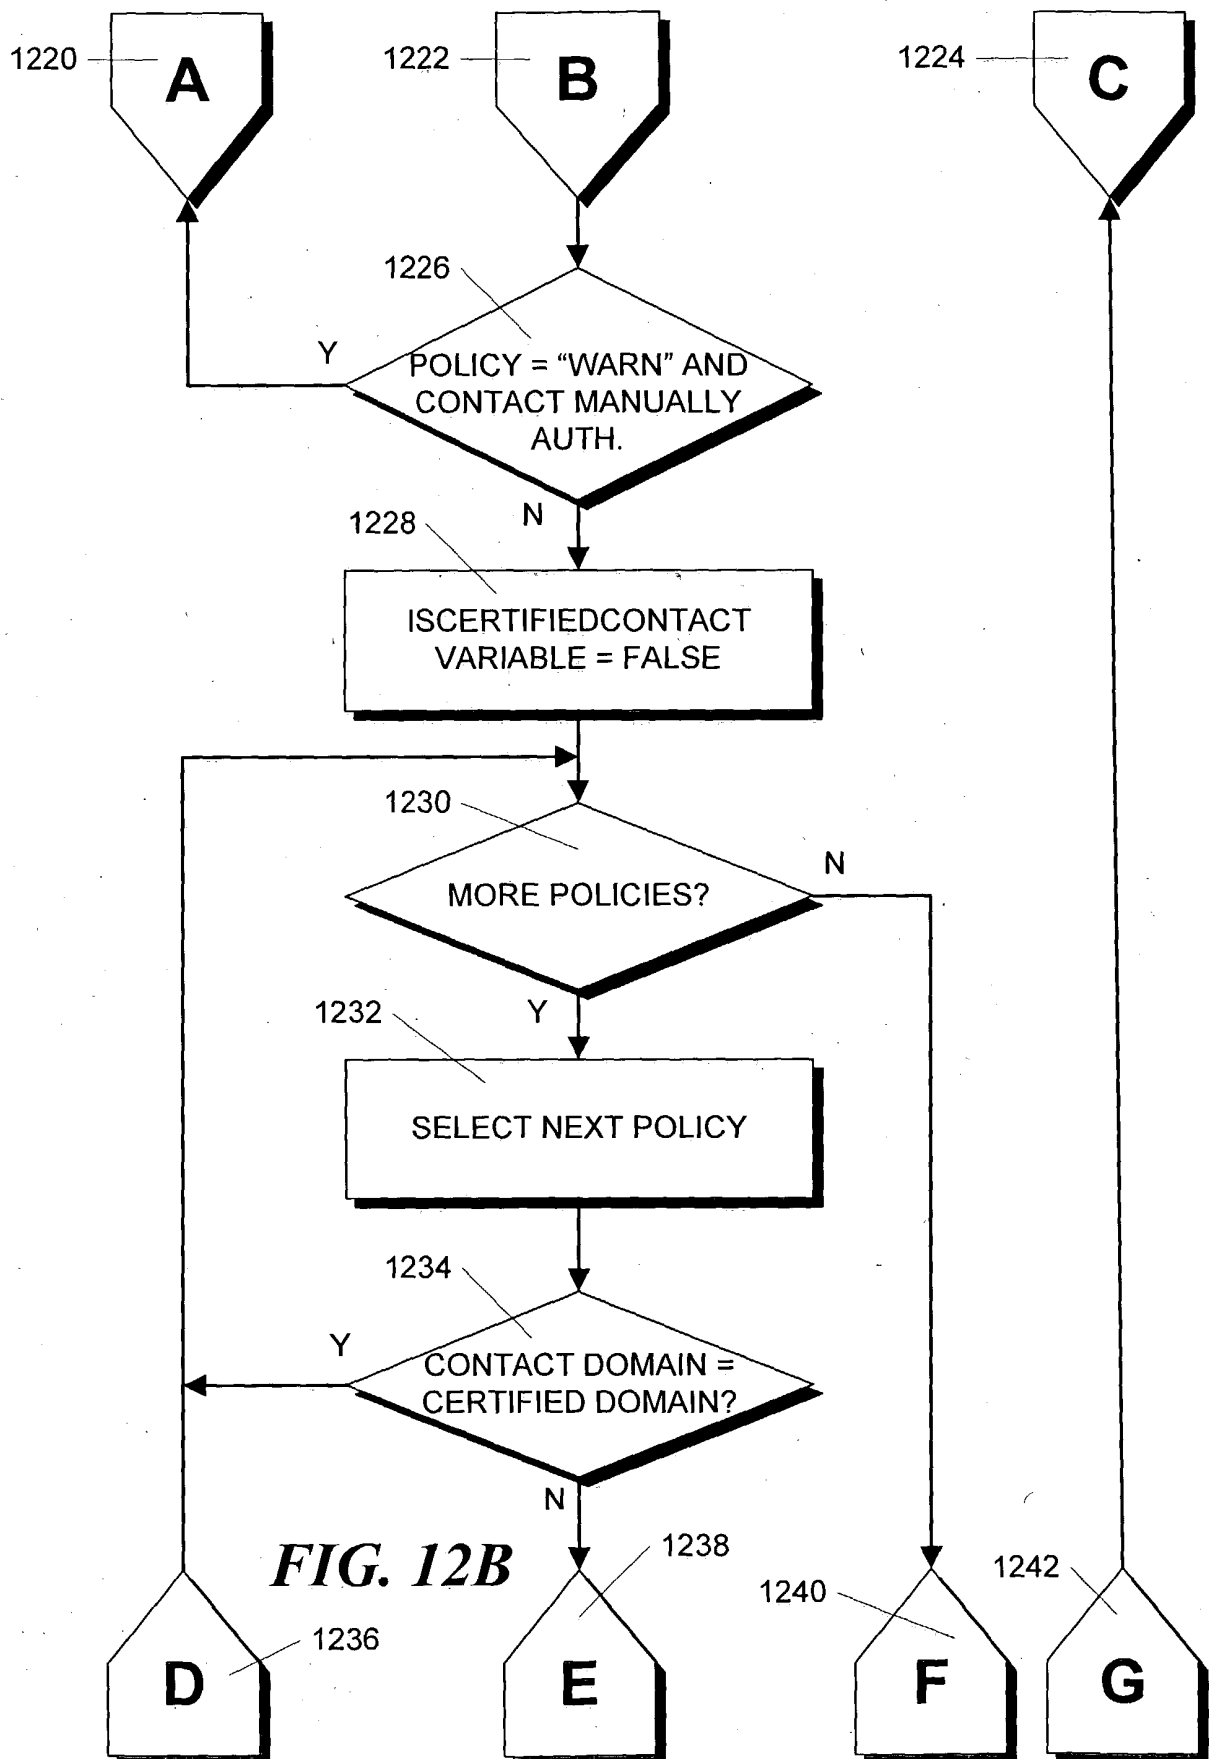 1220
A
1222
B
1224
C
1226
Y
POLICY = “WARN” AND
CONTACT MANUALLY
AUTH.
N
1228
ISCERTIFIEDCONTACT
VARIABLE = FALSE
1230
N
MORE POLICIES?
Y
1232
SELECT NEXT POLICY
1234
Y
CONTACT DOMAIN =
CERTIFIED DOMAIN?
N
FIG. 12B
1238
1240
1242
1236
D
E
F
G